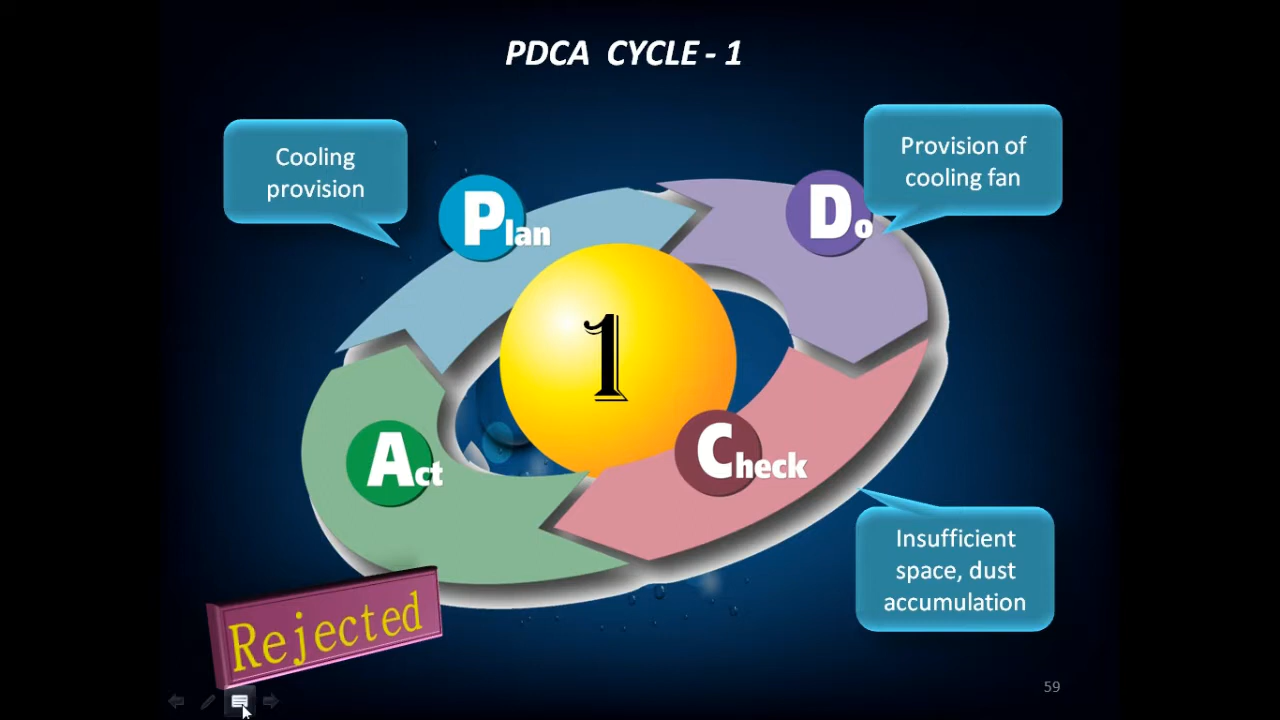 PDCA CYCLE - 1
Cooling
provision
Provision of
cooling fan
Plan
Do
1
Act
Check
Insufficient
space, dust
accumulation
Rejected
59